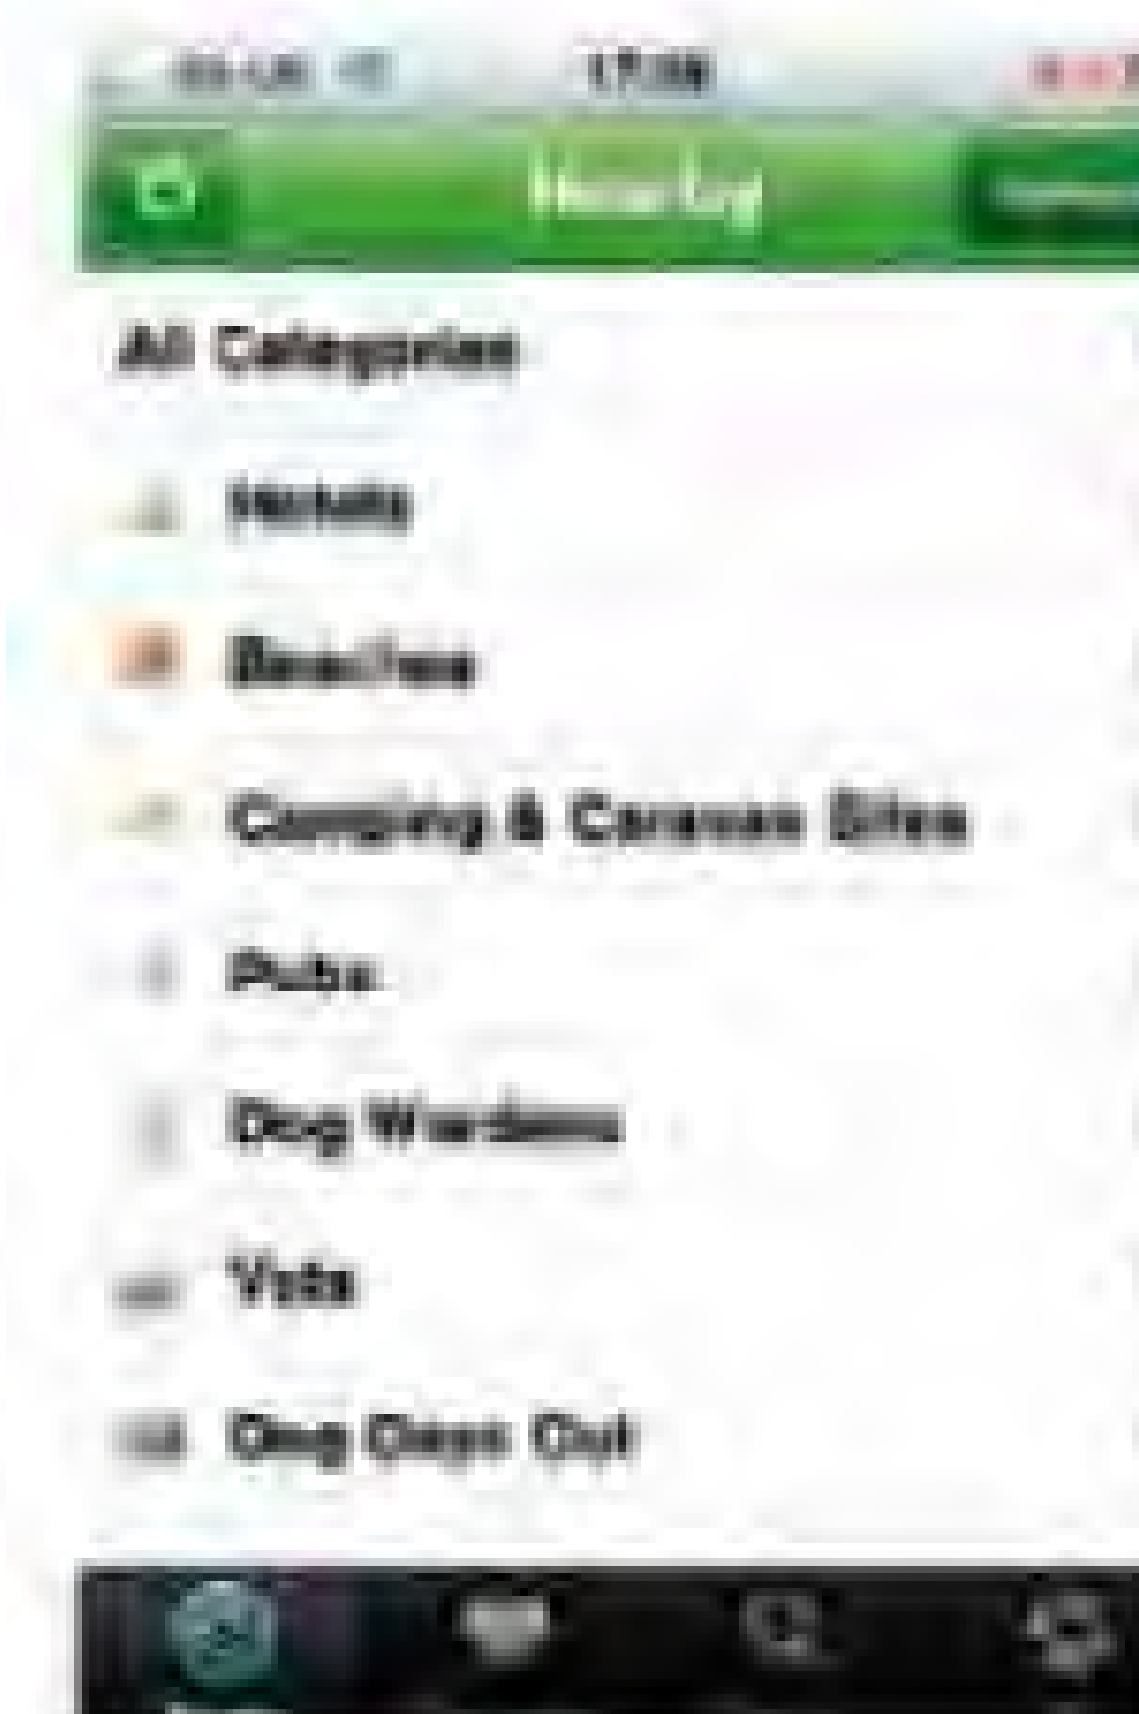 All Categories
Hotels
Beaches
Camping & Caravan Sites
Pubs
Dog Wardens
Vets
Dog Days Out